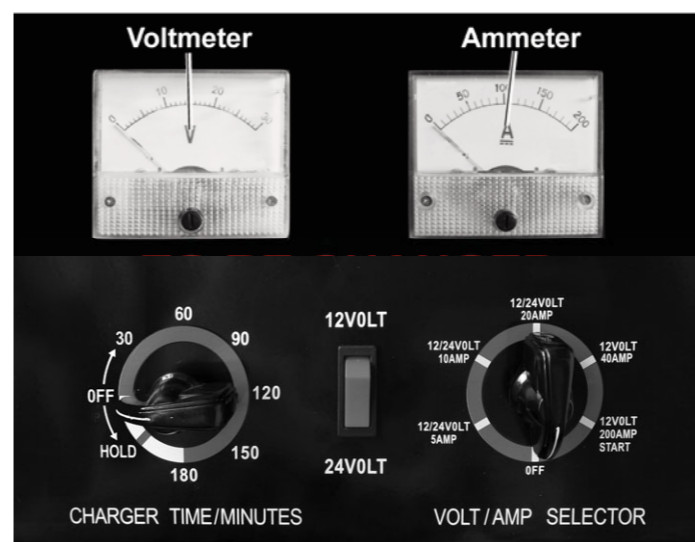 Voltmeter
Ammeter
0 10 20 30
V
0 50 100 150 200
A
60
30
90
0FF
120
HOLD
150
180
CHARGER TIME/MINUTES
12V0LT
24V0LT
12/24V0LT
20AMP
12/24V0LT
10AMP
12V0LT
40AMP
12/24V0LT
5AMP
12V0LT
200AMP
START
0FF
VOLT/AMP SELECTOR